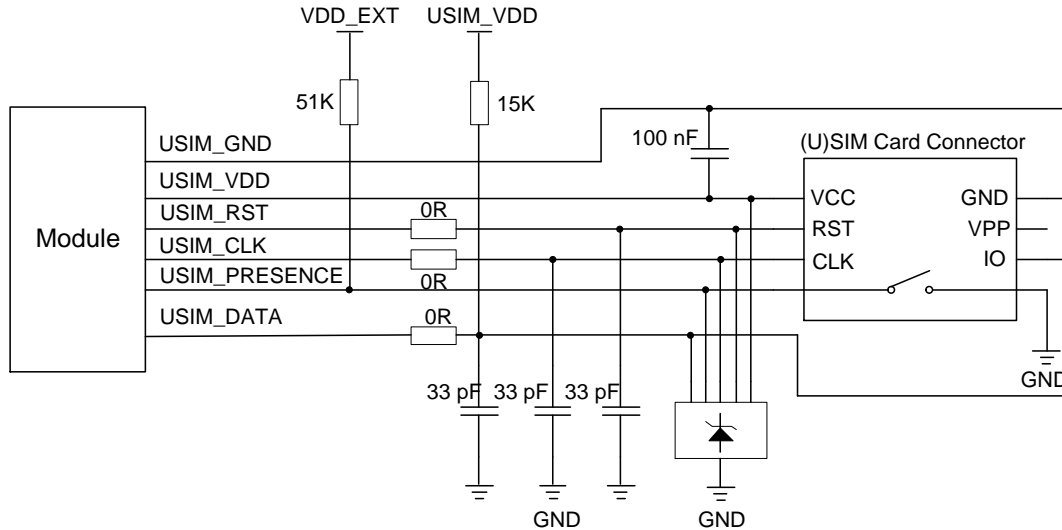 VDD_EXT
USIM_VDD
51K
15K
Module
USIM_GND
USIM_VDD
USIM_RST
USIM_CLK
USIM_PRESENCE
USIM_DATA
0R
0R
0R
100 nF
(U)SIM Card Connector
VCC
RST
CLK
GND
VPP
IO
GND
33 pF
33 pF
33 pF
GND
GND